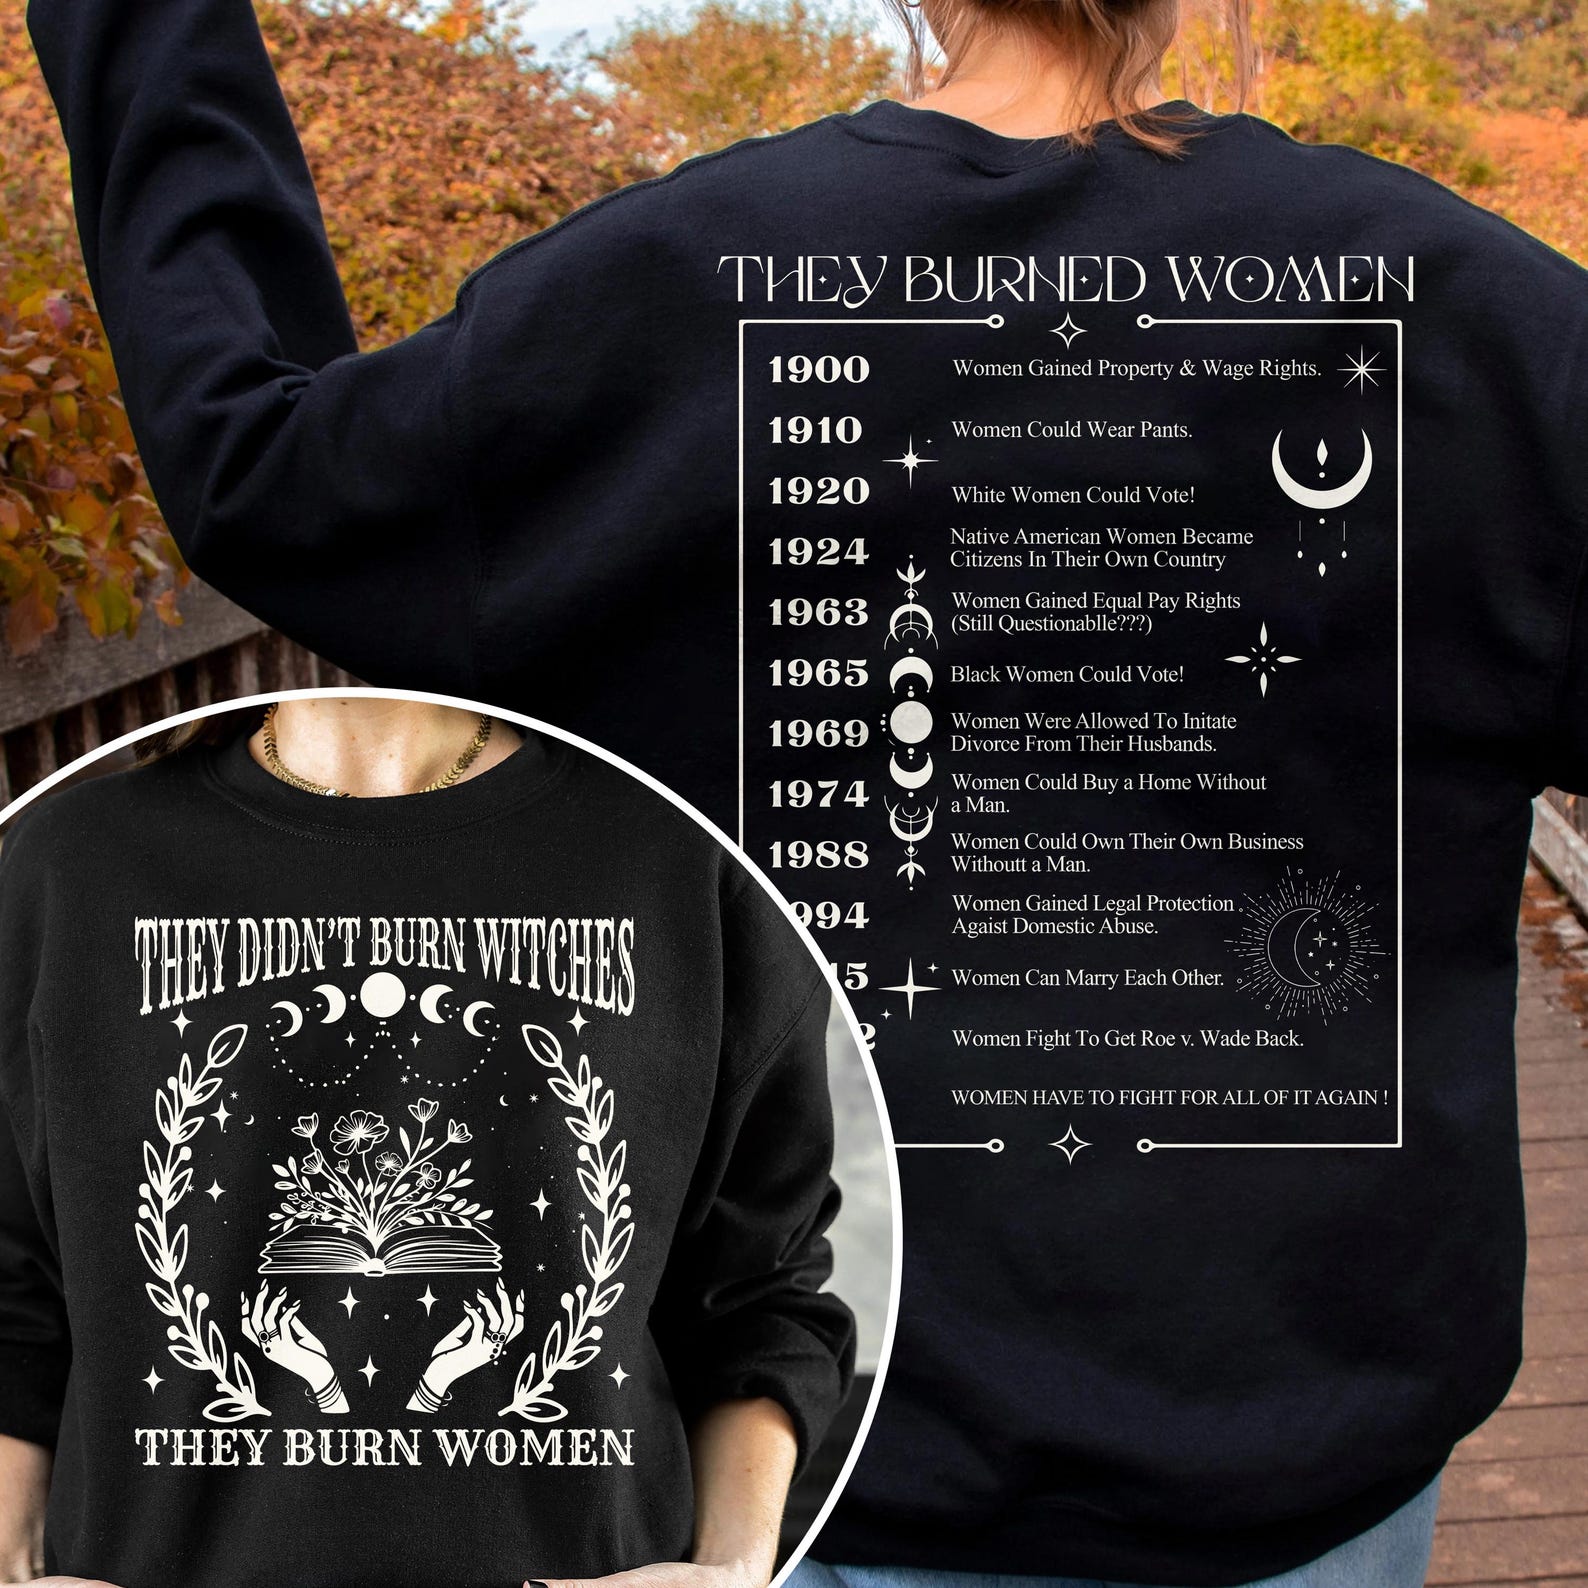 THEY BURNED WOMEN
1900 Women Gained Property & Wage Rights.
1910 Women Could Wear Pants.
1920 White Women Could Vote!
1924 Native American Women Became
Citizens In Their Own Country
1963 Women Gained Equal Pay Rights
(Still Questionablle???)
1965 Black Women Could Vote!
1969 Women Were Allowed To Initate
Divorce From Their Husbands.
1974 Women Could Buy a Home Without
a Man.
1988 Women Could Own Their Own Business
Withoutt a Man.
994 Women Gained Legal Protection
Agaist Domestic Abuse.
15 Women Can Marry Each Other.
2 Women Fight To Get Roe v. Wade Back.
WOMEN HAVE TO FIGHT FOR ALL OF IT AGAIN !
THEY DIDN'T BURN WITCHES
THEY BURN WOMEN